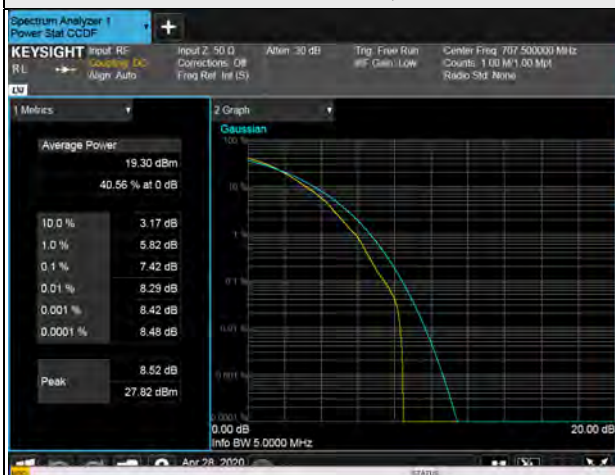 Spectrum Analyzer 1
Power Stat CCDF
+
KEYSIGHT
RL
Input: RF
Coupling: DC
Align: Auto
Input Z: 50 Ω
Corrections: Off
Freq Ref: Int (S)
Atten: 30 dB
Trig: Free Run
#IF Gain: Low
Center Freq: 707.500000 MHz
Counts: 1.00 M/1.00 Mpt
Radio Std: None
1 Metrics
Average Power
19.30 dBm
40.56 % at 0 dB
10.0 % 3.17 dB
1.0 % 5.82 dB
0.1 % 7.42 dB
0.01 % 8.29 dB
0.001 % 8.42 dB
0.0001 % 8.48 dB
Peak
8.52 dB
27.82 dBm
2 Graph
Gaussian
100 %
10 %
1 %
0.1 %
0.01 %
0.001 %
0.0001 %
0.00 dB
20.00 dB
Info BW 5.0000 MHz
Apr 28, 2020
STATUS